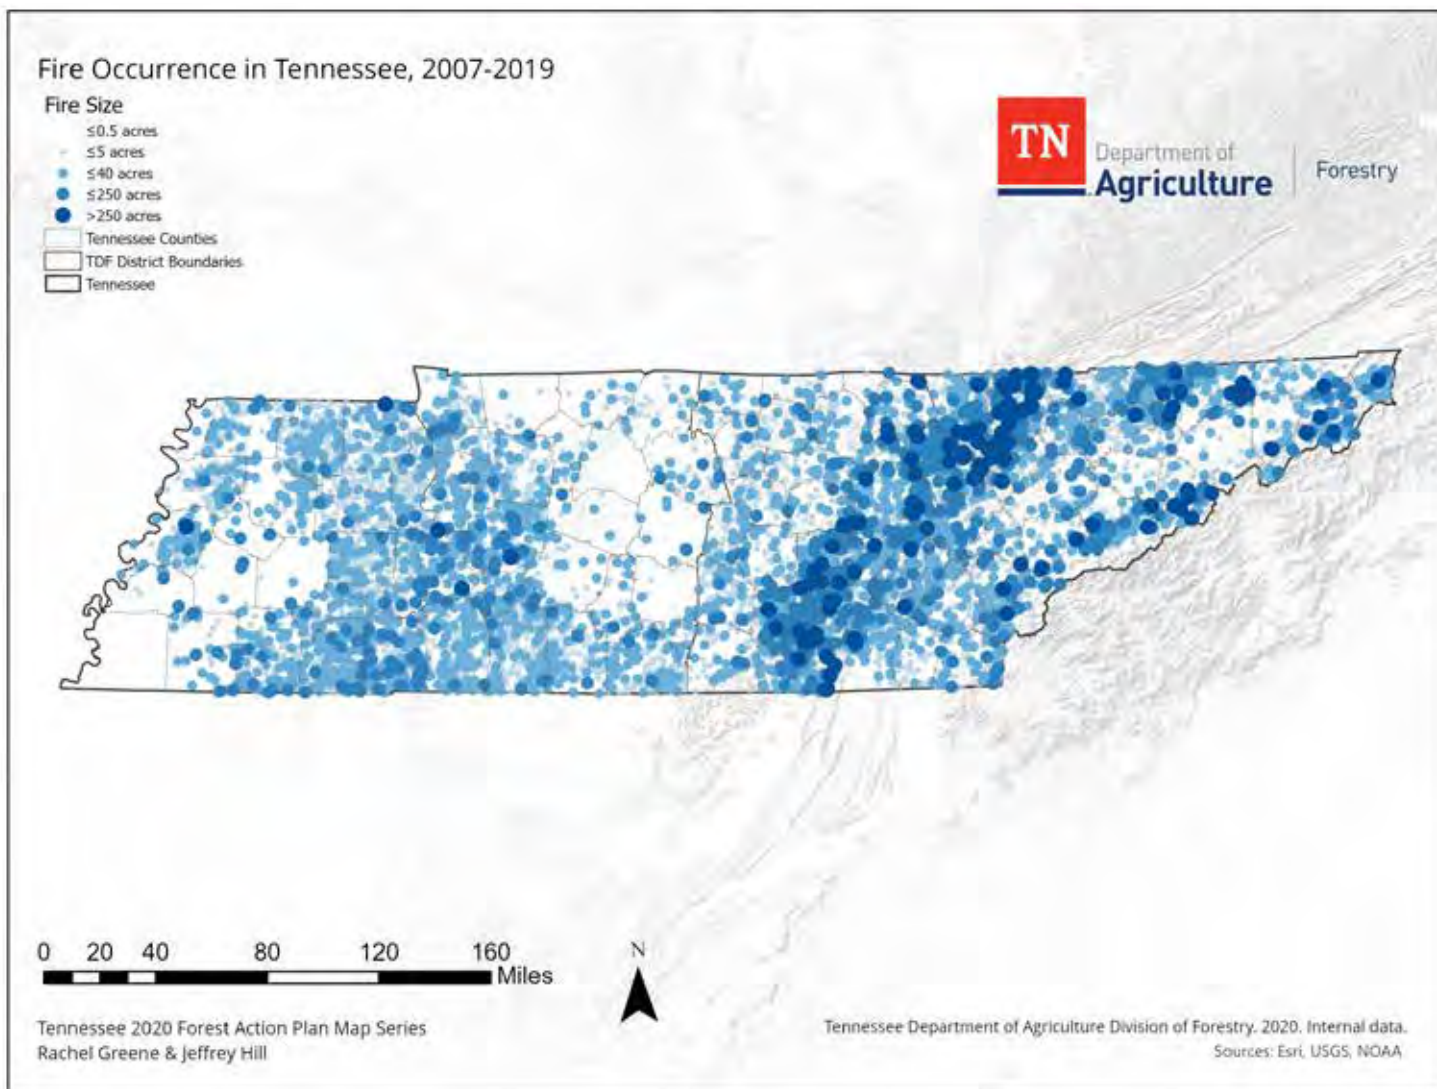 Fire Occurrence in Tennessee, 2007-2019
Fire Size
≤0.5 acres
≤5 acres
≤40 acres
≤250 acres
>250 acres
Tennessee Counties
TDF District Boundaries
Tennessee
TN
Department of
Agriculture
Forestry
0 20 40 80 120 160
Miles
N
Tennessee 2020 Forest Action Plan Map Series
Rachel Greene & Jeffrey Hill
Tennessee Department of Agriculture Division of Forestry. 2020. Internal data.
Sources: Esri, USGS, NOAA